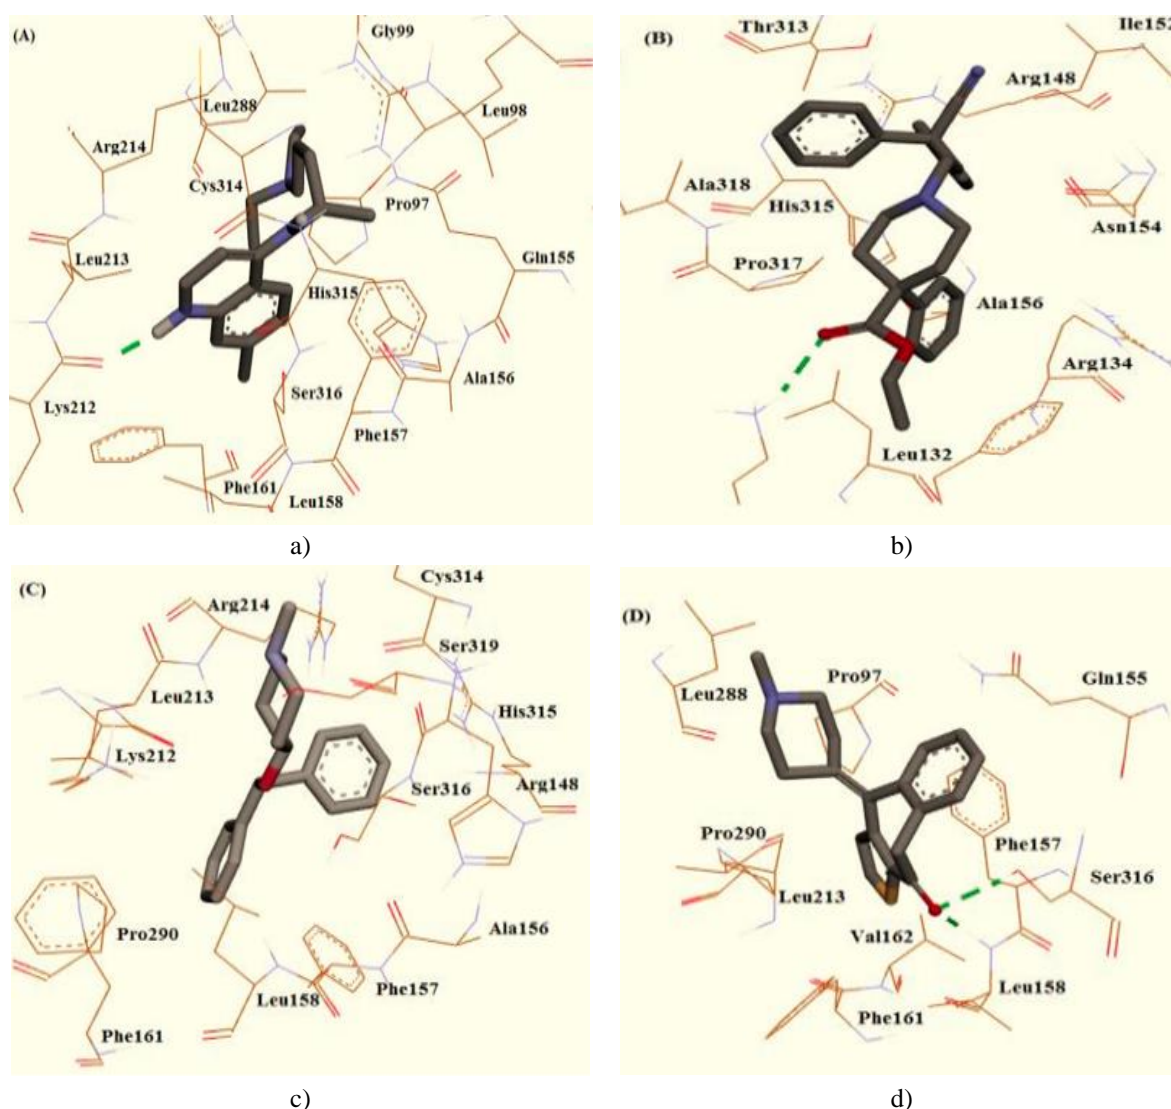 (A)
Gly99
Leu288
Leu98
Arg214
Cys314
Pro97
Leu213
Gln155
His315
Lys212
Ser316
Ala156
Phe157
Phe161
Leu158
a)
(B)
Thr313
Ile152
Arg148
Ala318
His315
Asn154
Pro317
Ala156
Arg134
Leu132
b)
(C)
Cys314
Arg214
Ser319
Leu213
His315
Lys212
Ser316
Arg148
Pro290
Ala156
Leu158
Phe157
Phe161
c)
(D)
Leu288
Pro97
Gln155
Pro290
Phe157
Leu213
Ser316
Val162
Leu158
Phe161
d)